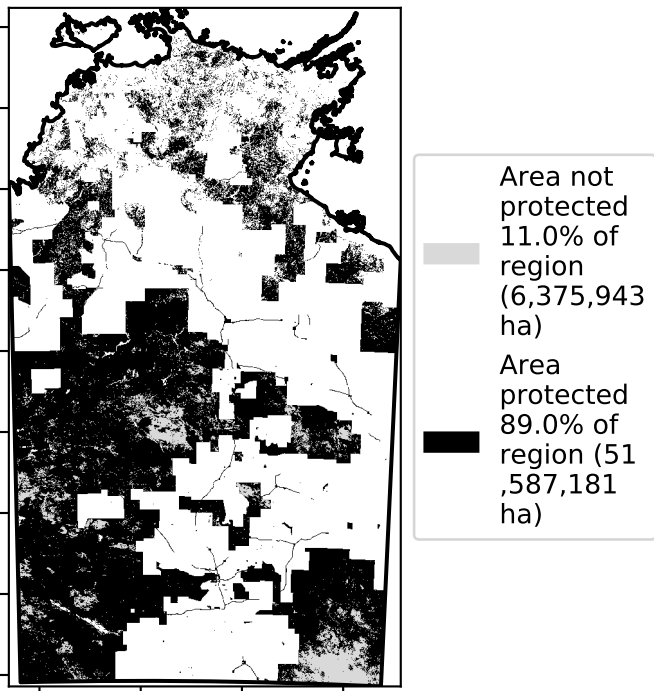 Area not
protected
11.0% of
region
(6,375,943
ha)
Area
protected
89.0% of
region (51
,587,181
ha)